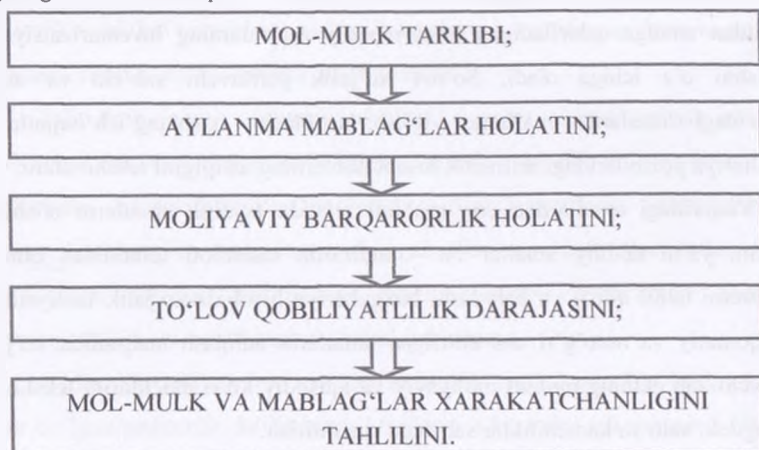 MOL-MULK TARKIBI;
AYLANMA MABLAG‘LAR HOLATINI;
MOLIYAVIY BARQARORLIK HOLATINI;
TO‘LOV QOBILIYATLILIK DARAJASINI;
MOL-MULK VA MABLAG‘LAR XARAKATCHANLIGINI
TAHLILINI;